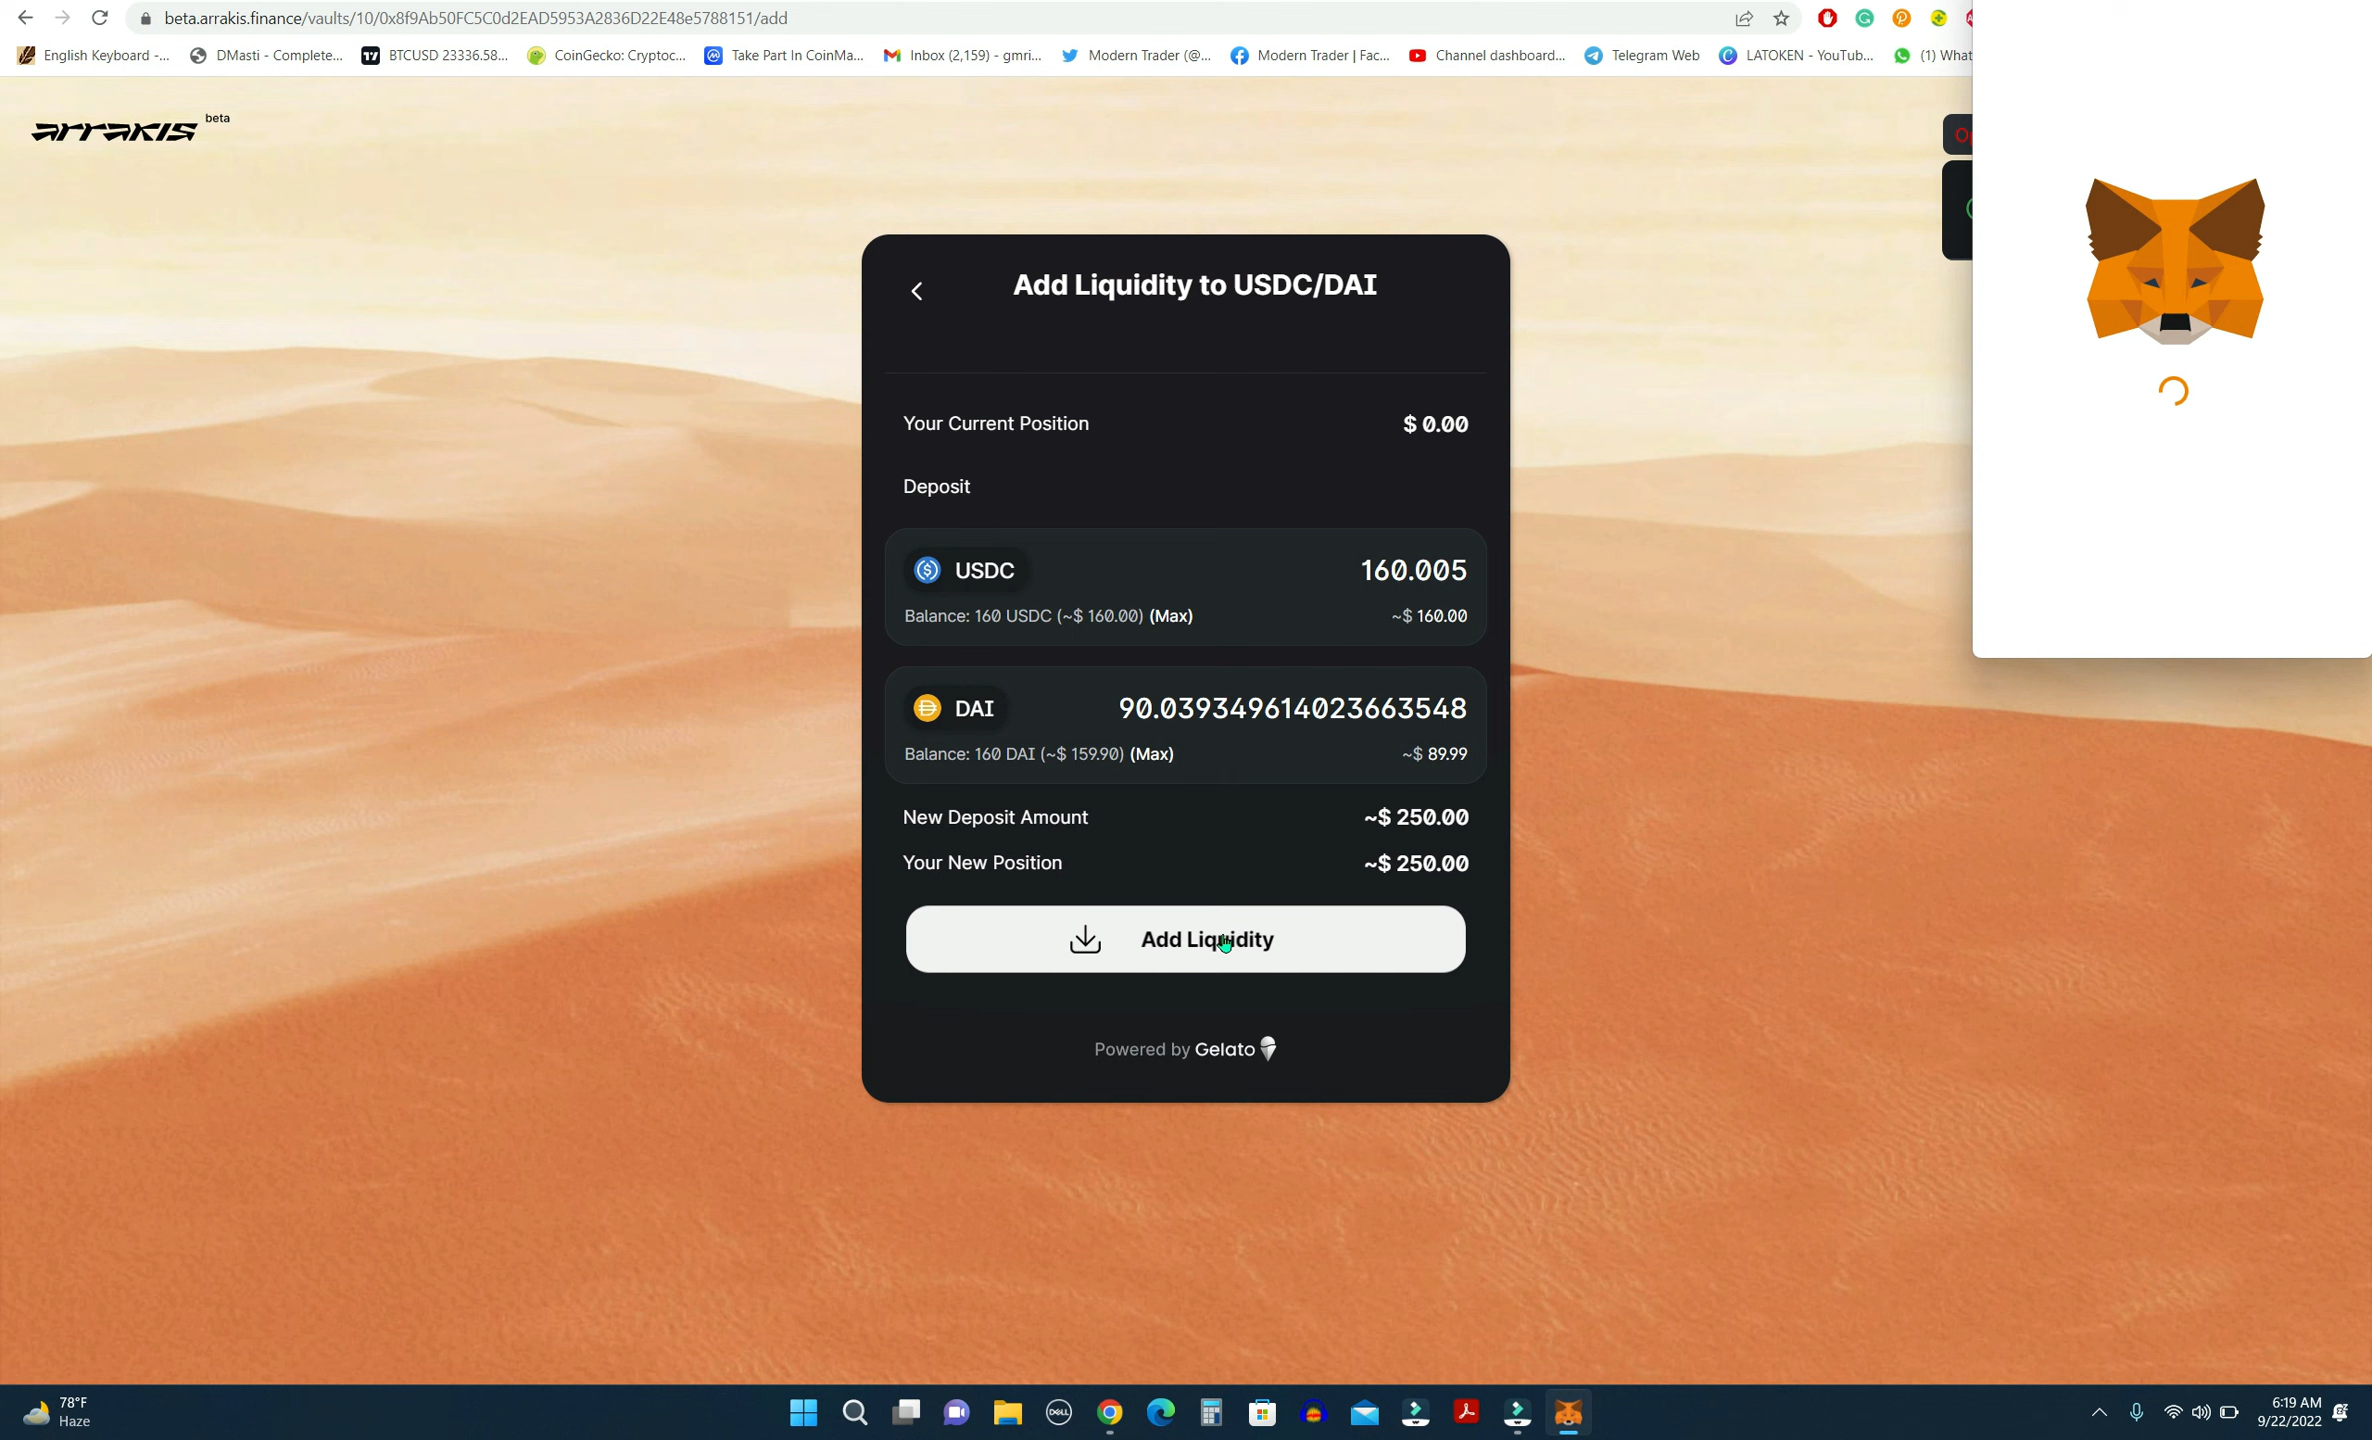 beta.arrakis.finance/vaults/10/0x8f9Ab50FC5C0d2EAD5953A2836D22E48e5788151/add
English Keyboard -... DMasti - Complete... BTCUSD 23336.58... CoinGecko: Cryptoc... Take Part In CoinMa... Inbox (2,159) - gmri... Modern Trader (@... Modern Trader | Fac... Channel dashboard... Telegram Web LATOKEN - YouTub... (1) What
arrakis beta
Add Liquidity to USDC/DAI
Your Current Position $ 0.00
Deposit
USDC 160.005
Balance: 160 USDC (~$ 160.00) (Max) ~$ 160.00
DAI 90.039349614023663548
Balance: 160 DAI (~$ 159.90) (Max) ~$ 89.99
New Deposit Amount ~$ 250.00
Your New Position ~$ 250.00
Add Liquidity
Powered by Gelato
78°F
Haze
DELL
6:19 AM
9/22/2022